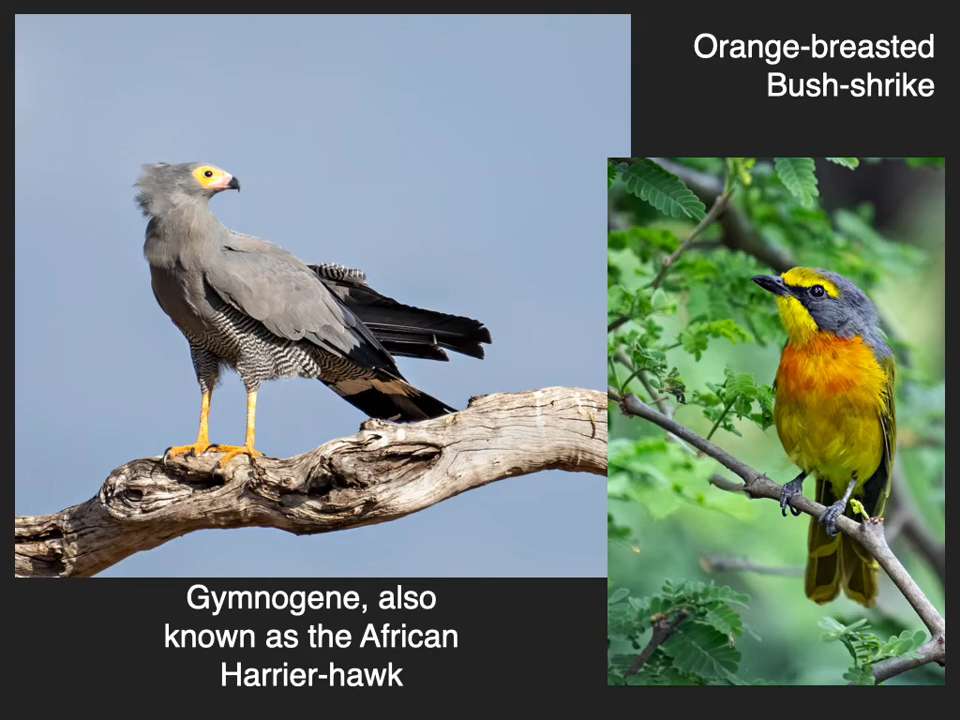 Orange-breasted
Bush-shrike
Gymnogene, also
known as the African
Harrier-hawk